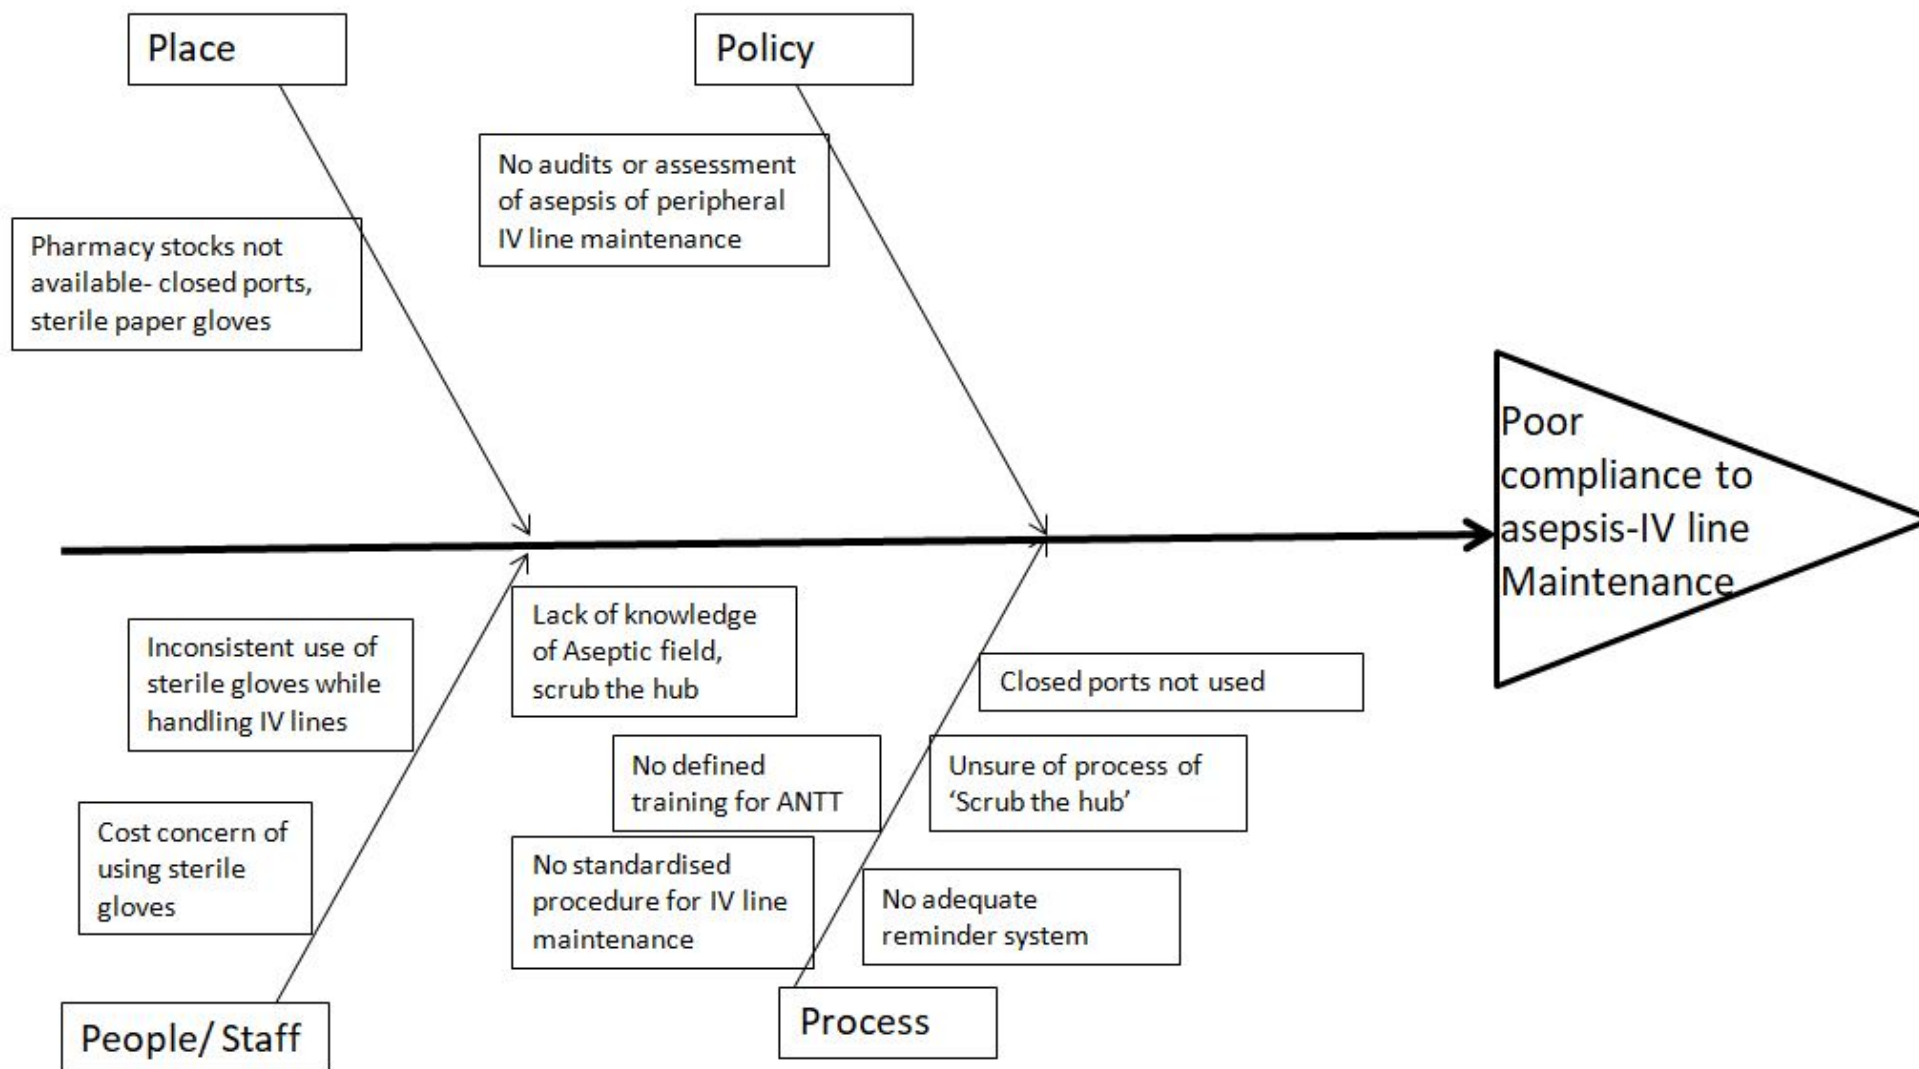 Place
Policy
No audits or assessment
of asepsis of peripheral
IV line maintenance
Pharmacy stocks not
available- closed ports,
sterile paper gloves
Poor
compliance to
asepsis-IV line
Maintenance
Lack of knowledge
of Aseptic field,
scrub the hub
Inconsistent use of
sterile gloves while
handling IV lines
Closed ports not used
No defined
training for ANTT
Unsure of process of
‘Scrub the hub’
Cost concern of
using sterile
gloves
No standardised
procedure for IV line
maintenance
No adequate
reminder system
People/ Staff
Process